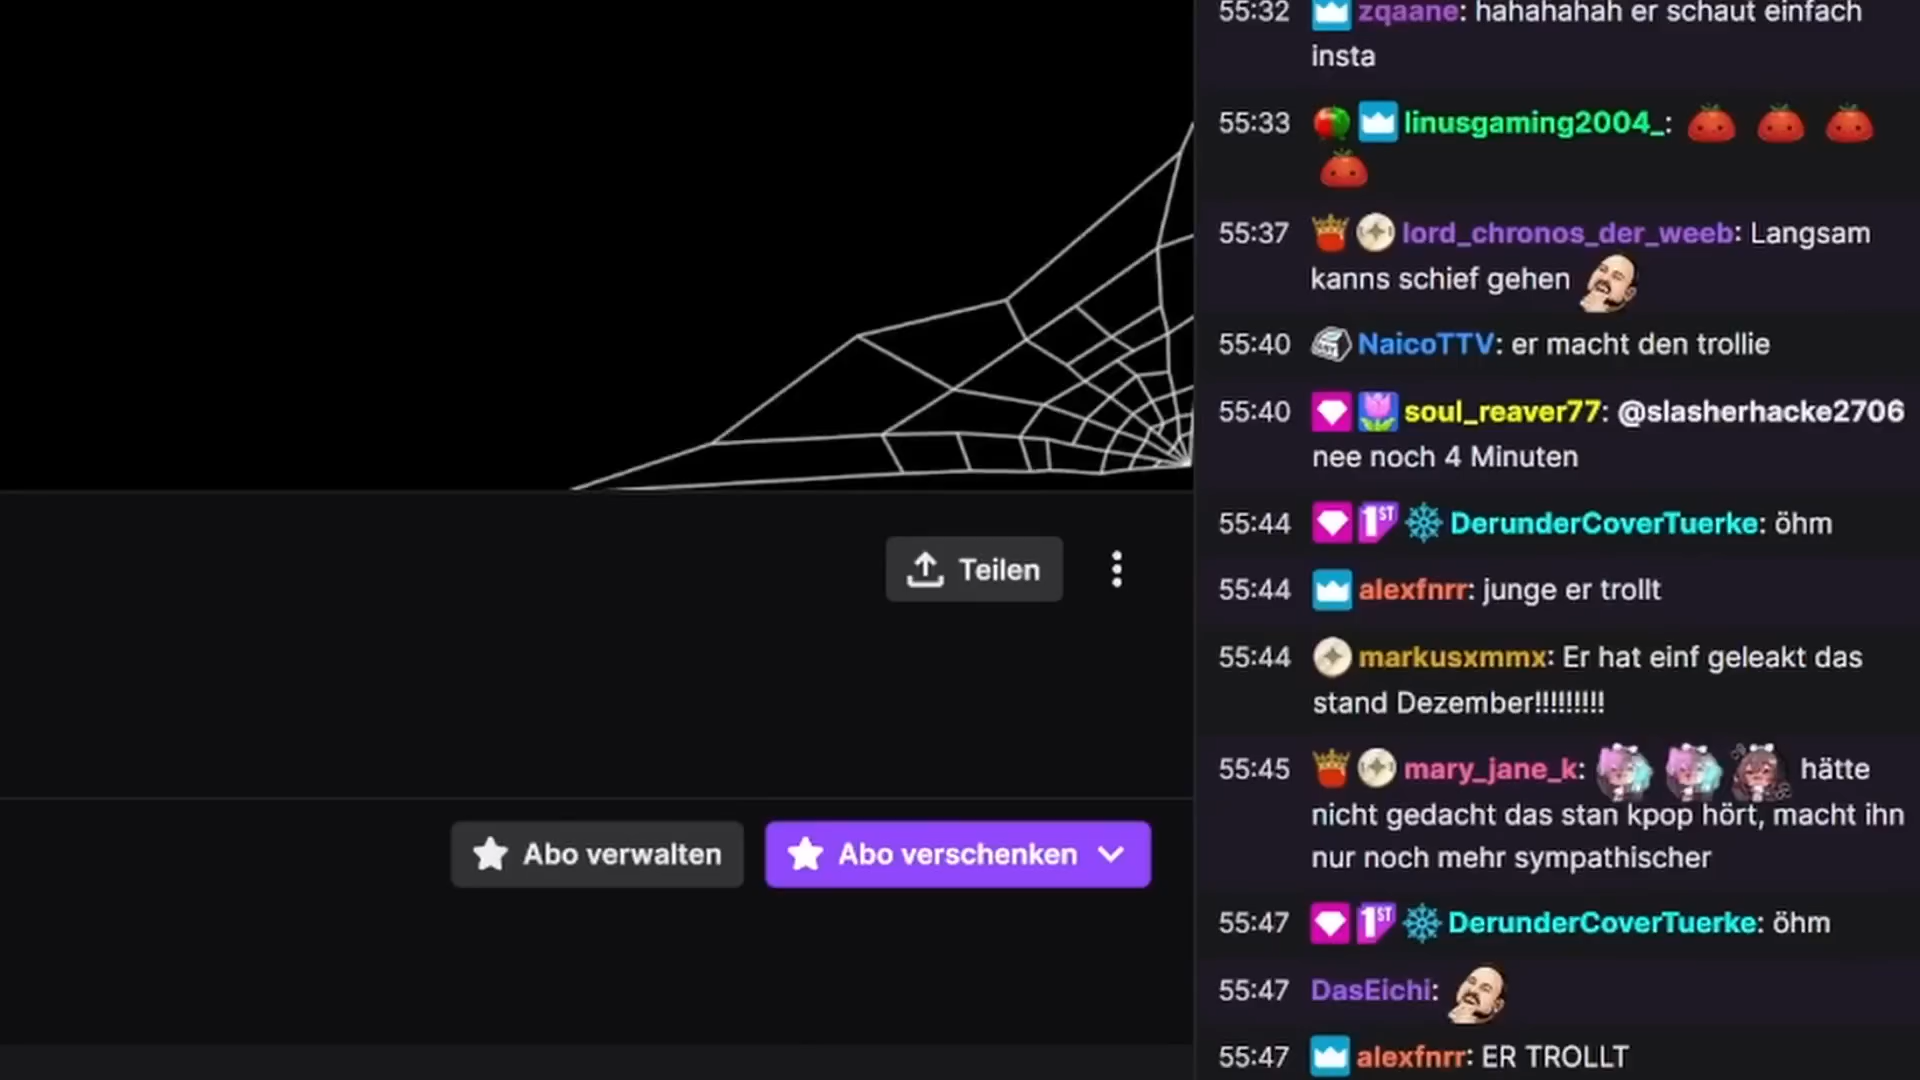 55:32 zqaane: hahahahah er schaut einfach
insta
55:33 linusgaming2004_:
55:37 lord_chronos_der_weeb: Langsam
kanns schief gehen
55:40 NaicoTTV: er macht den trollie
55:40 soul_reaver77: @slasherhacke2706
nee noch 4 Minuten
55:44 1ST DerunderCoverTuerke: öhm
Teilen
55:44 alexfnrr: junge er trollt
55:44 markusxmmx: Er hat einf geleakt das
stand Dezember!!!!!!!!!
55:45 mary_jane_k: hätte
nicht gedacht das stan kpop hört, macht ihn
nur noch mehr sympathischer
Abo verwalten
Abo verschenken
55:47 1ST DerunderCoverTuerke: öhm
55:47 DasEichi:
55:47 alexfnrr: ER TROLLT